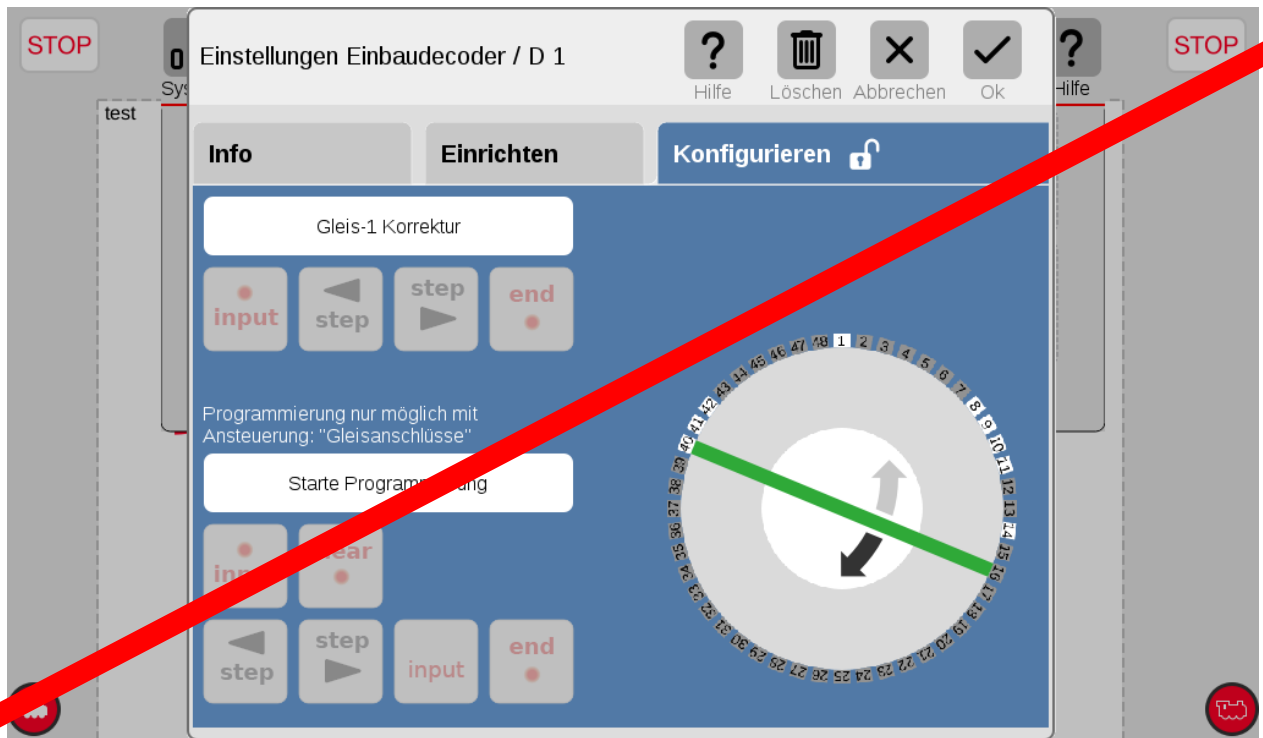 STOP
Einstellungen Einbaudecoder / D 1
?
?
STOP
Sys
Hilfe
Löschen
Abbrechen
Ok
Hilfe
test
Info
Einrichten
Konfigurieren
Gleis-1 Korrektur
input
step
step
end
Programmierung nur möglich mit
Ansteuerung: "Gleisanschlüsse"
Starte
input
step
step
input
end
1 2 3 4 5 6 7 8 9 10 11 12 13 14 15 16 17 18 19 20 21 22 23 24 25 26 27 28 29 30 31 32 33 34 35 36 37 38 39 40 41 42 43 44 45 46 47 48